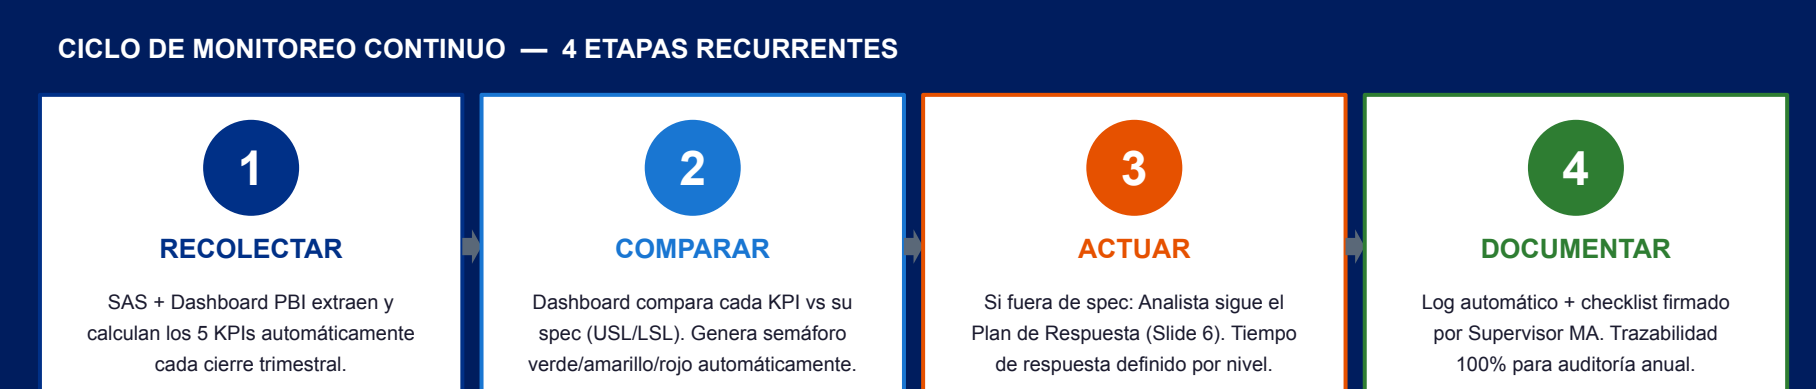 CICLO DE MONITOREO CONTINUO — 4 ETAPAS RECURRENTES
1
RECOLECTAR
SAS + Dashboard PBI extraen y
calculan los 5 KPIs automáticamente
cada cierre trimestral.
2
COMPARAR
Dashboard compara cada KPI vs su
spec (USL/LSL). Genera semáforo
verde/amarillo/rojo automáticamente.
3
ACTUAR
Si fuera de spec: Analista sigue el
Plan de Respuesta (Slide 6). Tiempo
de respuesta definido por nivel.
4
DOCUMENTAR
Log automático + checklist firmado
por Supervisor MA. Trazabilidad
100% para auditoría anual.